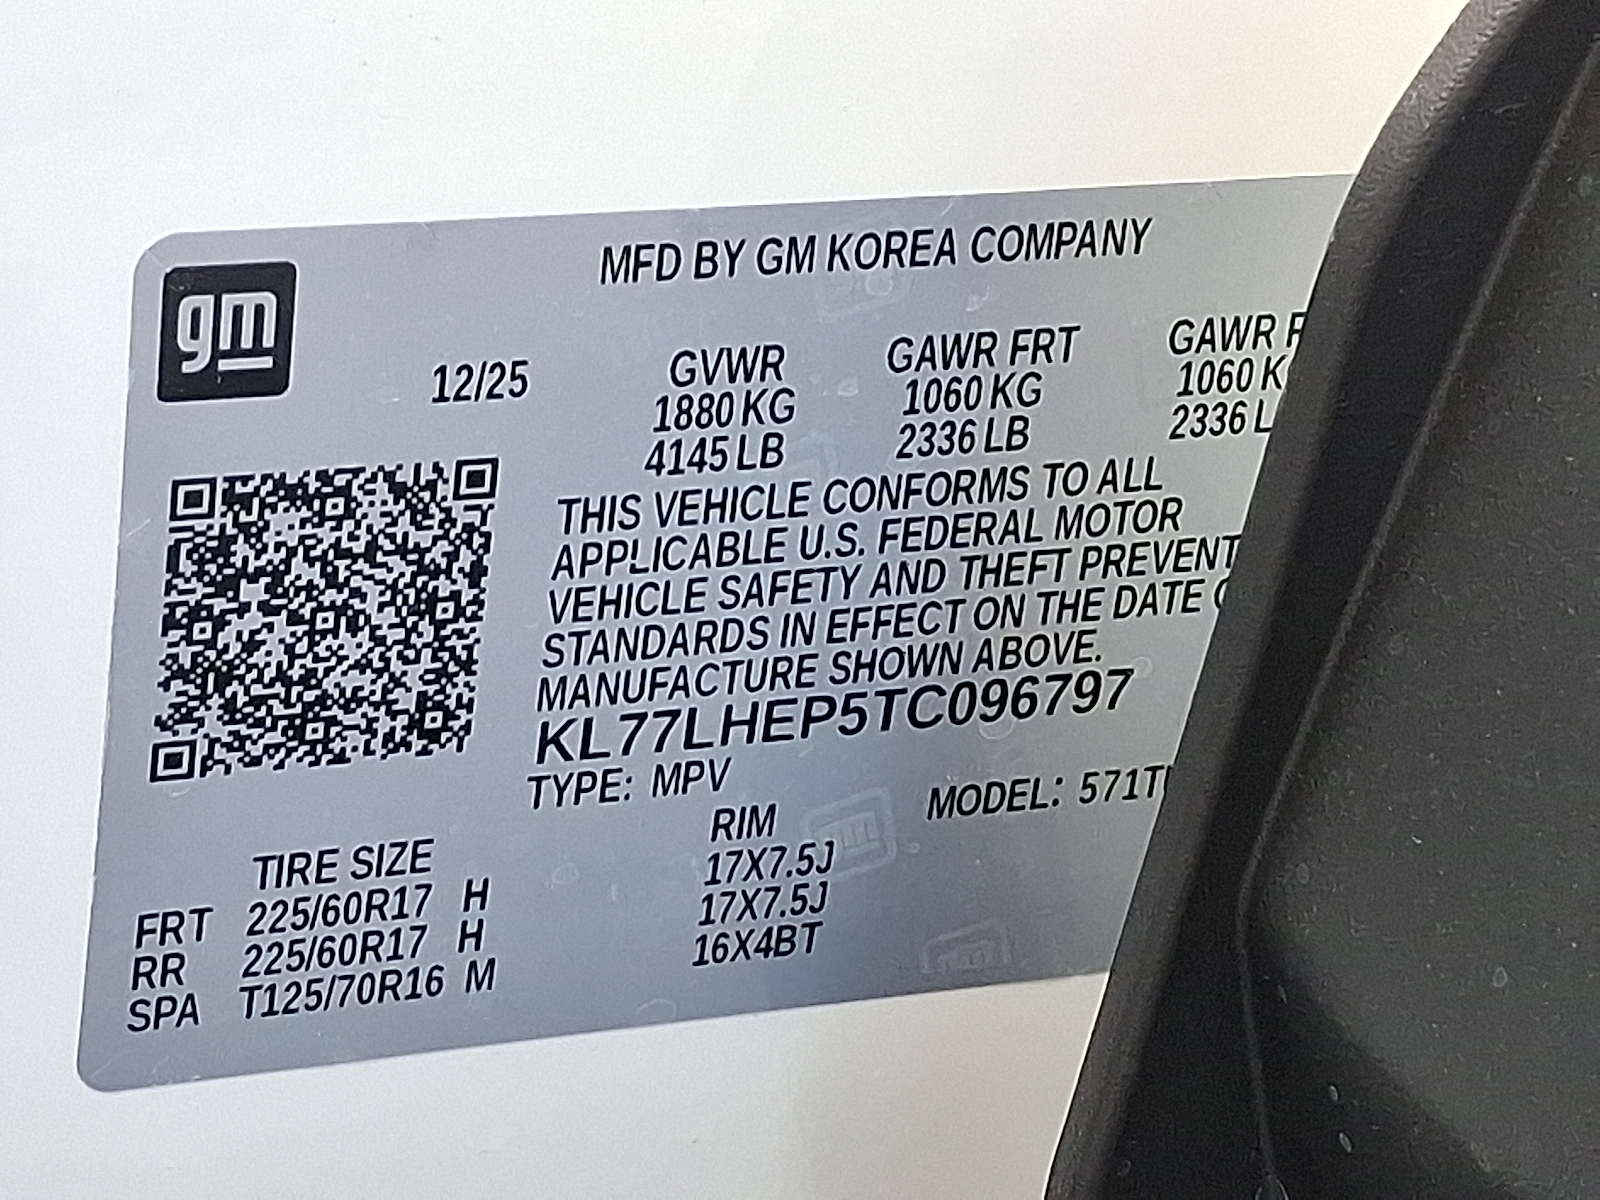 gm
MFD BY GM KOREA COMPANY
12/25 GVWR GAWR FRT GAWR
1880 KG 1060 KG 1060
4145 LB 2336 LB 2336
THIS VEHICLE CONFORMS TO ALL
APPLICABLE U.S. FEDERAL MOTOR
VEHICLE SAFETY AND THEFT PREVENT
STANDARDS IN EFFECT ON THE DATE
MANUFACTURE SHOWN ABOVE.
KL77LHEP5TC096797
TYPE: MPV MODEL: 571T
TIRE SIZE RIM
FRT 225/60R17 H 17X7.5J
RR 225/60R17 H 17X7.5J
SPA T125/70R16 M 16X4BT